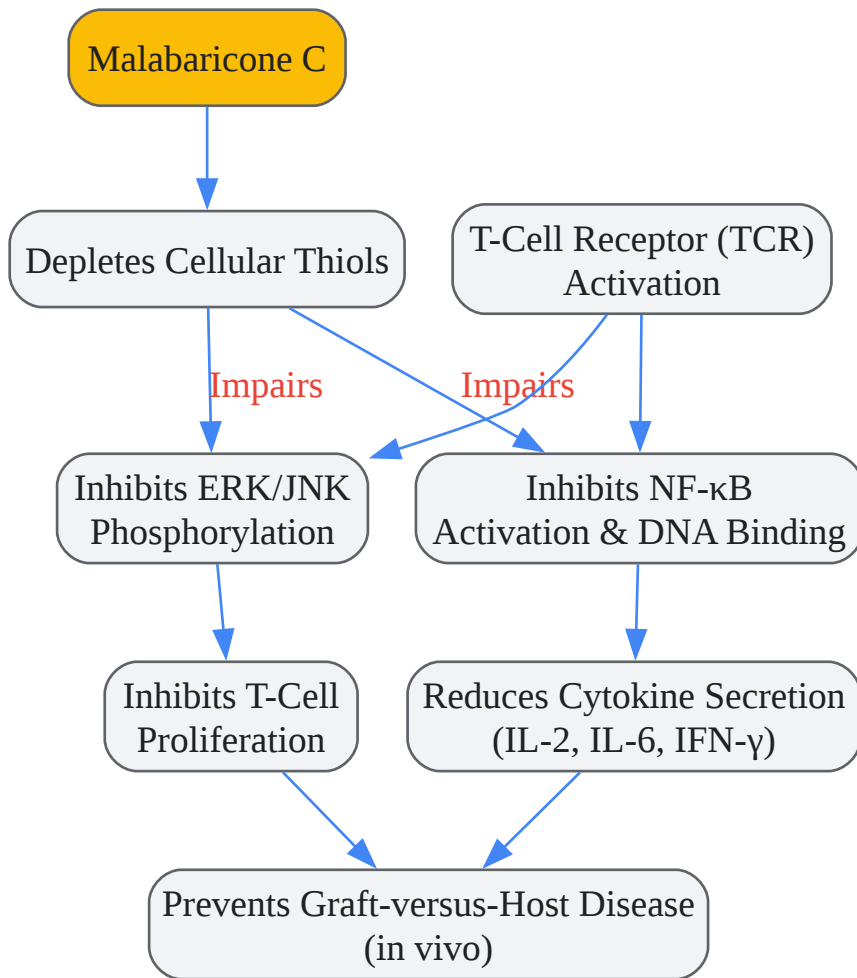 Malabaricone C
Depletes Cellular Thiols
T-Cell Receptor (TCR)
Activation
Impairs
Impairs
Inhibits ERK/JNK
Phosphorylation
Inhibits NF-κB
Activation & DNA Binding
Inhibits T-Cell
Proliferation
Reduces Cytokine Secretion
(IL-2, IL-6, IFN-γ)
Prevents Graft-versus-Host Disease
(in vivo)